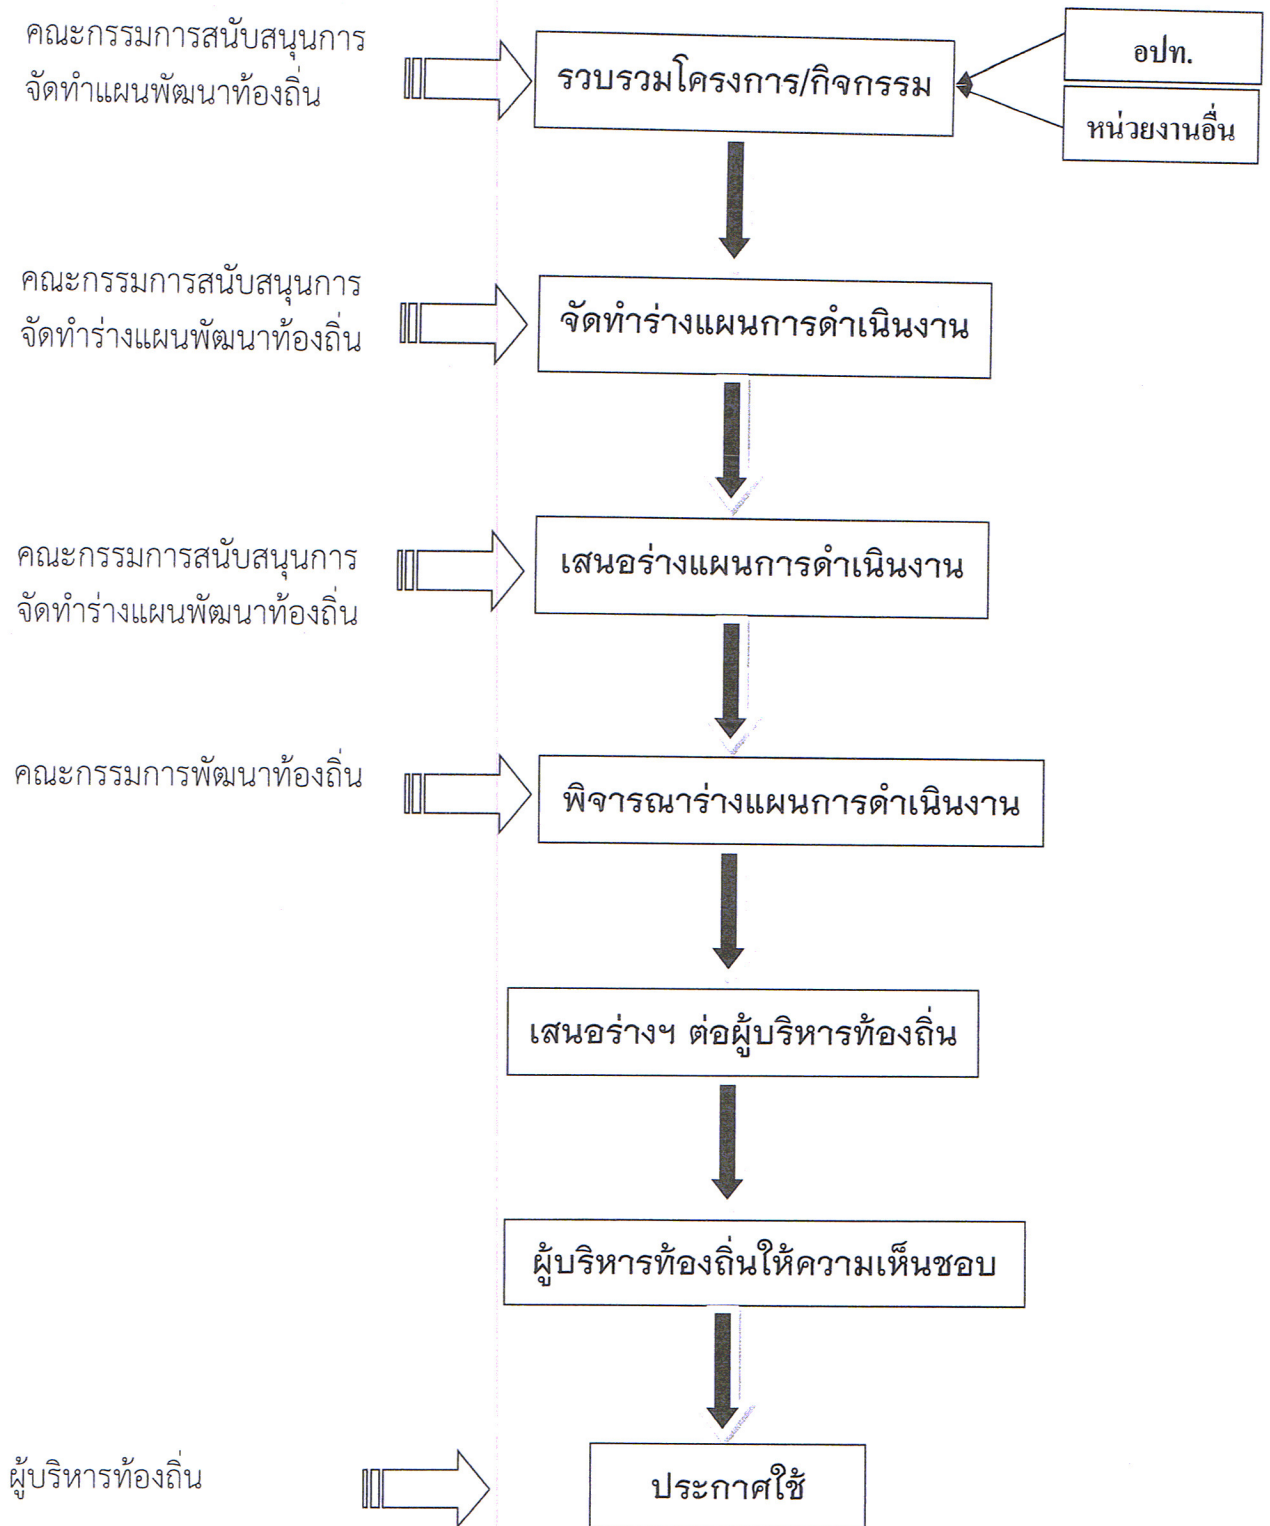 คณะกรรมการสนับสนุนการ
จัดทำแผนพัฒนาท้องถิ่น
รวบรวมโครงการ/กิจกรรม
อปท.
หน่วยงานอื่น
คณะกรรมการสนับสนุนการ
จัดทำร่างแผนพัฒนาท้องถิ่น
จัดทำร่างแผนการดำเนินงาน
คณะกรรมการสนับสนุนการ
จัดทำร่างแผนพัฒนาท้องถิ่น
เสนอร่างแผนการดำเนินงาน
คณะกรรมการพัฒนาท้องถิ่น
พิจารณาร่างแผนการดำเนินงาน
เสนอร่างฯ ต่อผู้บริหารท้องถิ่น
ผู้บริหารท้องถิ่นให้ความเห็นชอบ
ผู้บริหารท้องถิ่น
ประกาศใช้